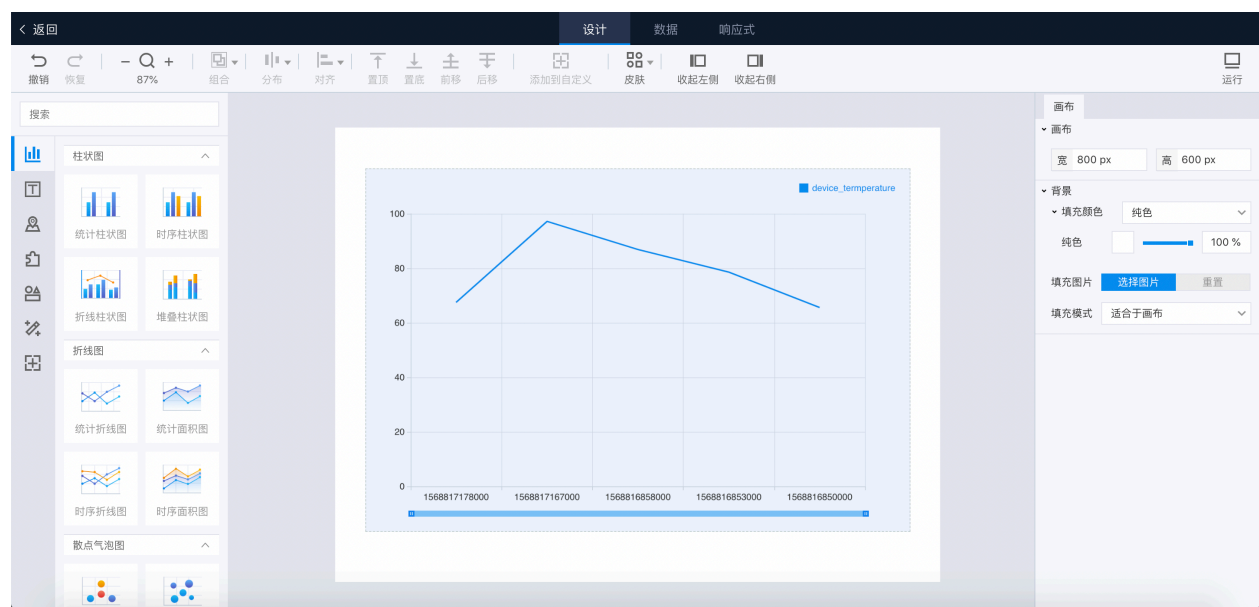 返回
设计 数据 响应式
撤销 恢复 87% 组合 分布 对齐 置顶 置底 前移 后移 添加到自定义 皮肤 收起左侧 收起右侧 运行
搜索
柱状图
统计柱状图 时序柱状图
折线柱状图 堆叠柱状图
折线图
统计折线图 统计面积图
时序折线图 时序面积图
散点气泡图
device_termperature
100
80
60
40
20
0
1568817178000 1568817167000 1568816858000 1568816853000 1568816850000
画布
画布
宽 800 px 高 600 px
背景
填充颜色 纯色
纯色 100 %
填充图片 选择图片 重置
填充模式 适合于画布